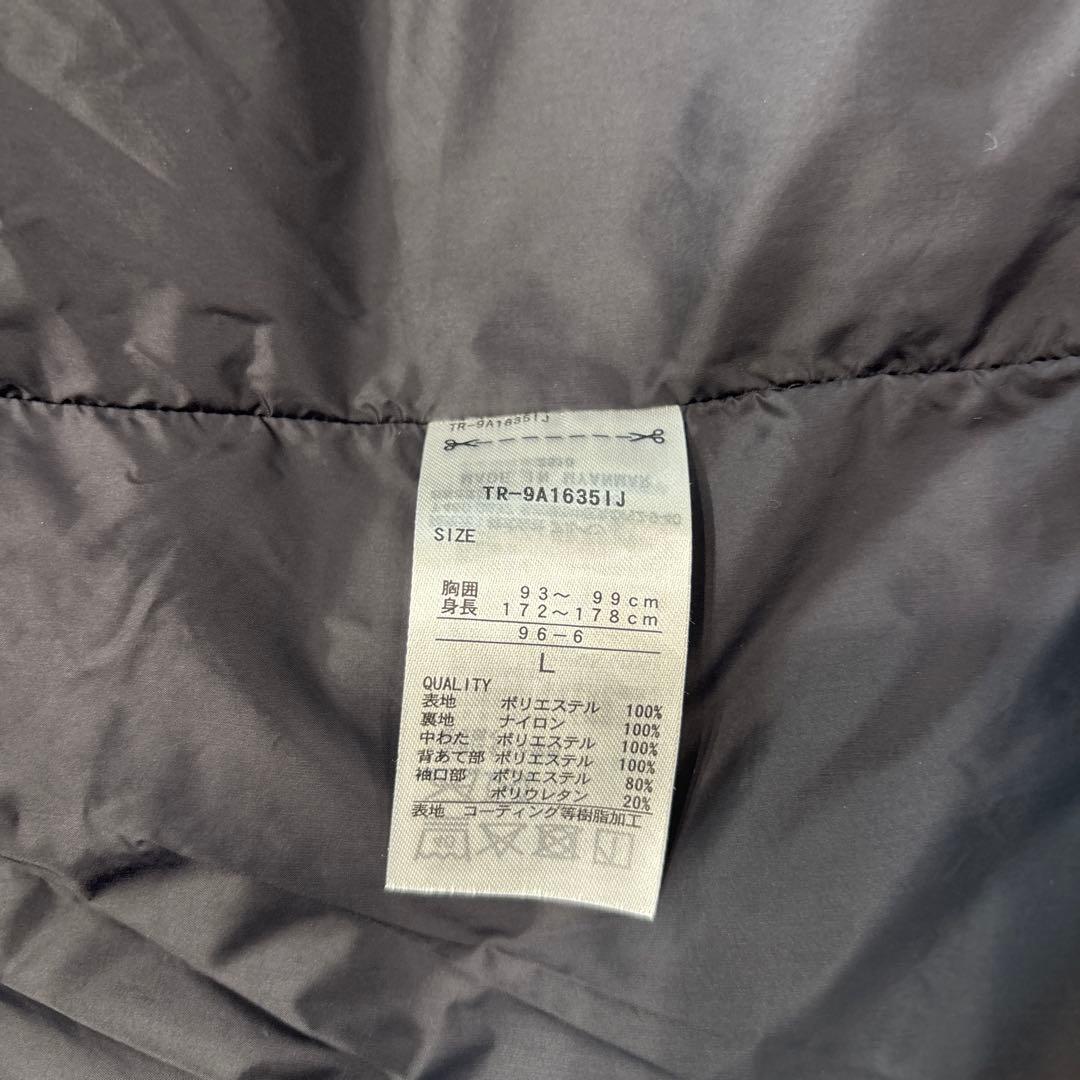 TR-9A1635IJ
TR-9A1635IJ
SIZE
胸囲 93〜 99cm
身長 172〜178cm
96-6
L
QUALITY
表地 ポリエステル 100%
裏地 ナイロン 100%
中わた ポリエステル 100%
背あて部 ポリエステル 100%
袖口部 ポリエステル 80%
ポリウレタン 20%
表地 コーティング等樹脂加工